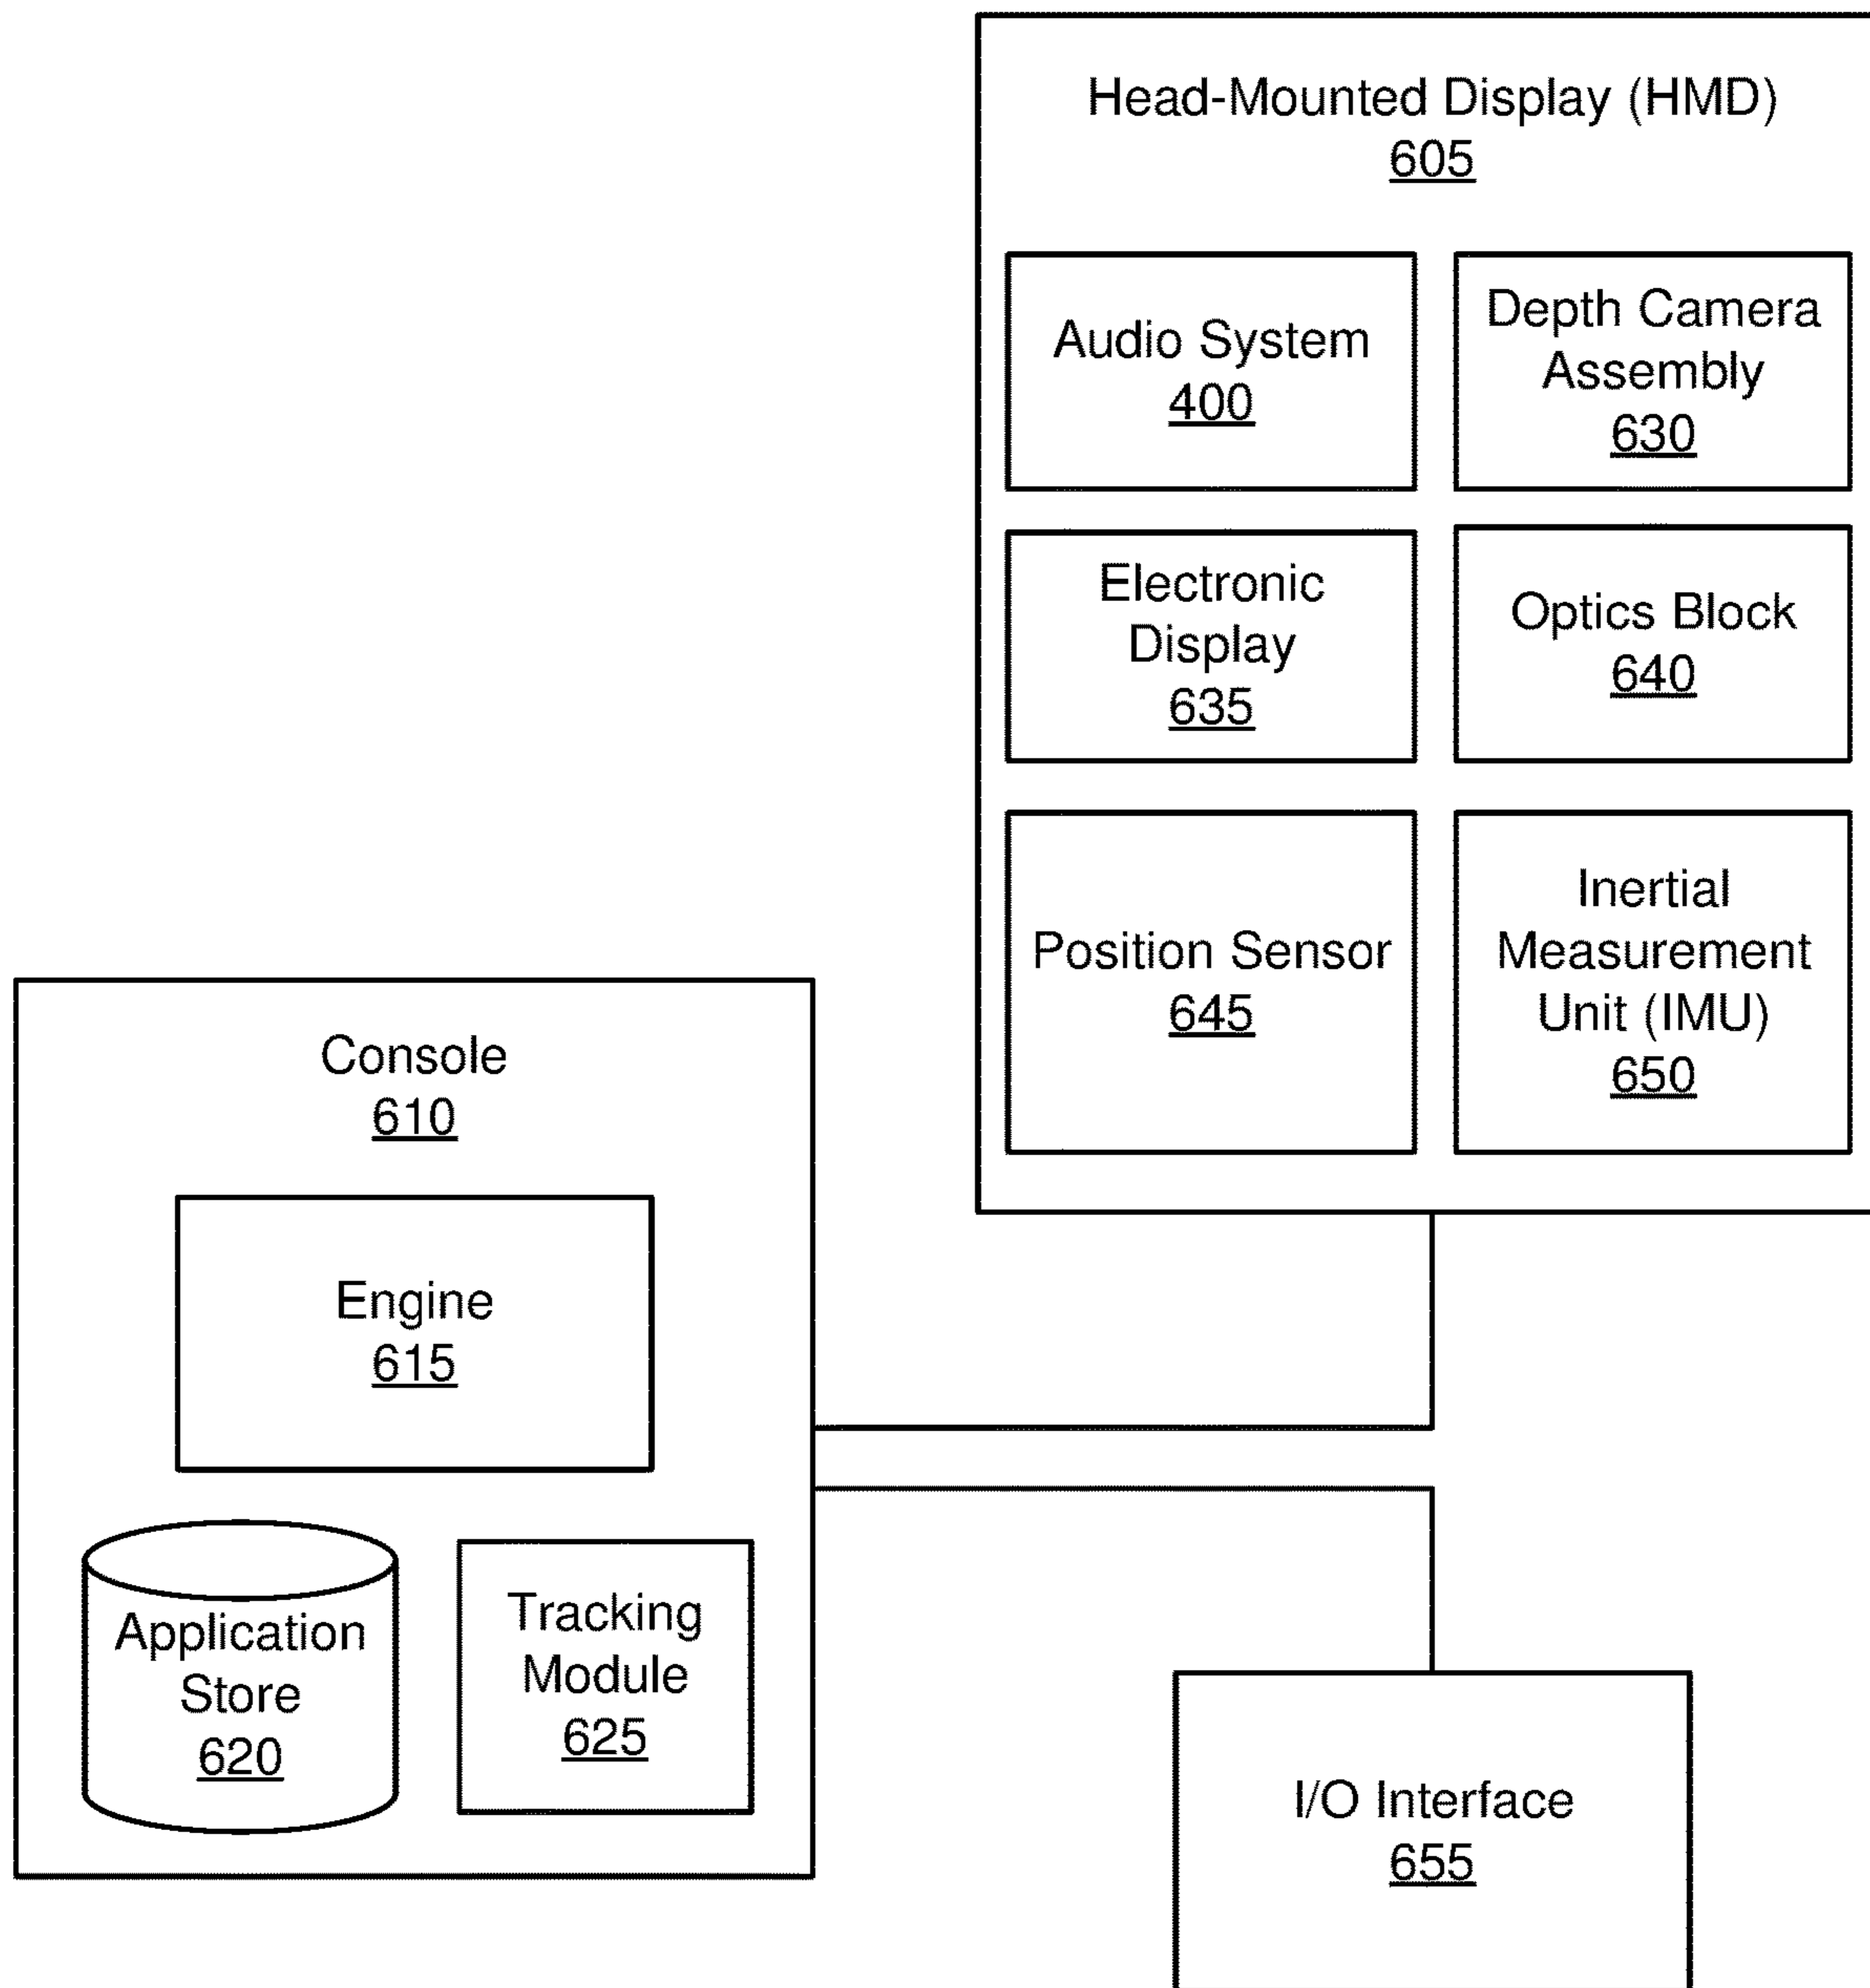 Head-Mounted Display (HMD)
605
Audio System
400
Depth Camera
Assembly
630
Electronic
Display
635
Optics Block
640
Position Sensor
645
Inertial
Measurement
Unit (IMU)
650
Console
610
Engine
615
Application
Store
620
Tracking
Module
625
I/O Interface
655